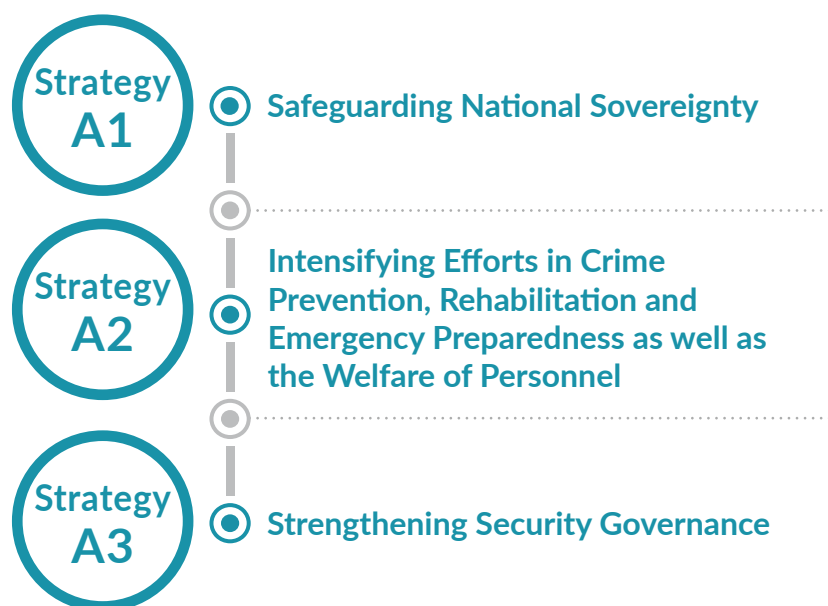 Strategy
A1
Safeguarding National Sovereignty
Strategy
A2
Intensifying Efforts in Crime
Prevention, Rehabilitation and
Emergency Preparedness as well as
the Welfare of Personnel
Strategy
A3
Strengthening Security Governance